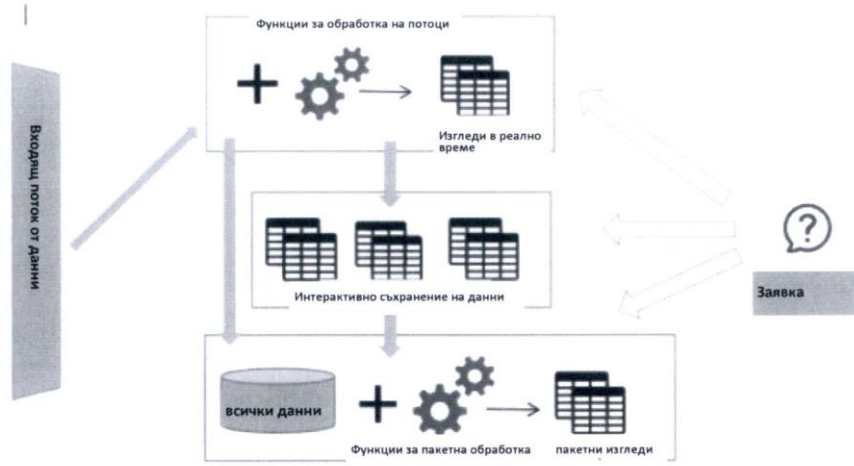 Функции за обработка на потоци
Входящ поток от данни
Изгледи в реално
време
Интерактивно съхранение на данни
Заявка
всички данни
Функции за пакетна обработка
пакетни изгледи